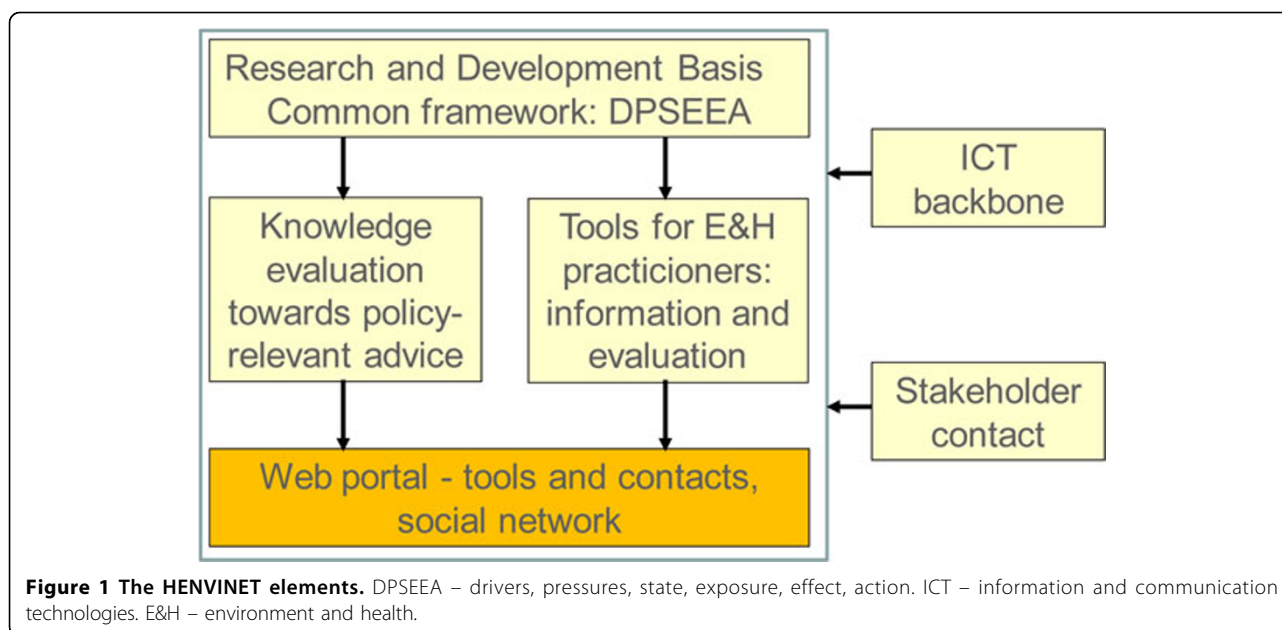 Research and Development Basis
Common framework: DPSEEA
Knowledge
evaluation
towards policy-
relevant advice
Tools for E&H
practicioners:
information and
evaluation
Web portal - tools and contacts,
social network
ICT
backbone
Stakeholder
contact
Figure 1 The HENVINET elements. DPSEEA – drivers, pressures, state, exposure, effect, action. ICT – information and communication
technologies. E&H – environment and health.